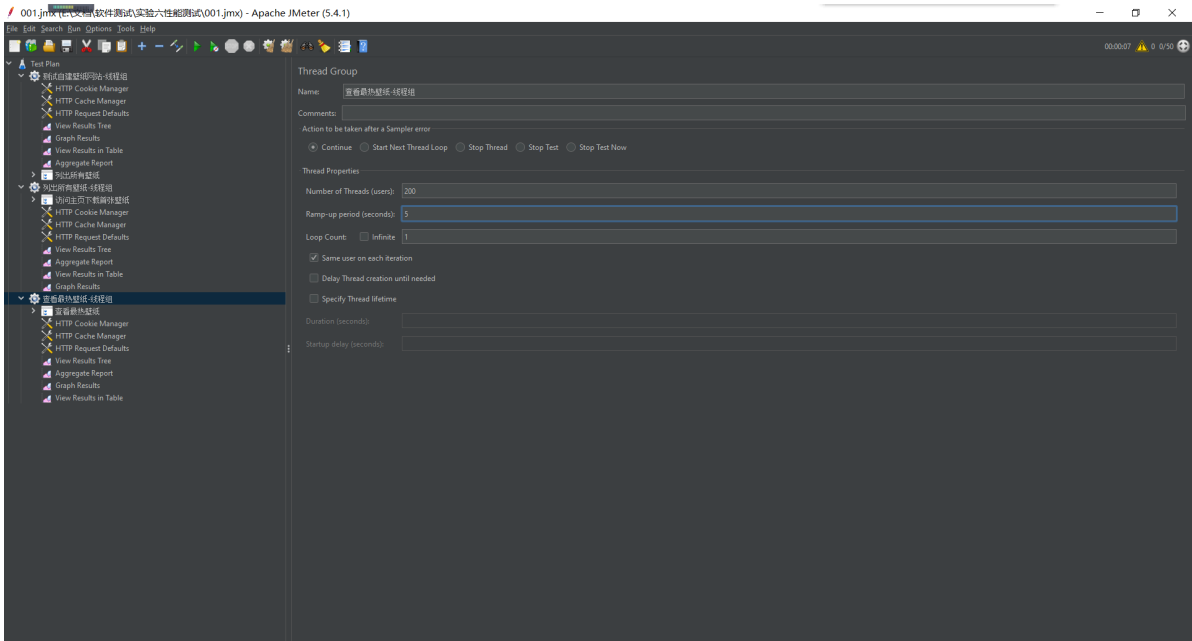 001.jmx (E:\文档\软件测试\实验六性能测试\001.jmx) - Apache JMeter (5.4.1)
File Edit Search Run Options Tools Help
00:00:07 0 0/50
Test Plan
测试自建壁纸网站-线程组
HTTP Cookie Manager
HTTP Cache Manager
HTTP Request Defaults
View Results Tree
Graph Results
View Results in Table
Aggregate Report
列出所有壁纸
列出所有壁纸-线程组
访问主页下载首张壁纸
HTTP Cookie Manager
HTTP Cache Manager
HTTP Request Defaults
View Results Tree
Aggregate Report
View Results in Table
Graph Results
查看最热壁纸-线程组
查看最热壁纸
HTTP Cookie Manager
HTTP Cache Manager
HTTP Request Defaults
View Results Tree
Aggregate Report
Graph Results
View Results in Table
Thread Group
Name: 查看最热壁纸-线程组
Comments:
Action to be taken after a Sampler error
Continue Start Next Thread Loop Stop Thread Stop Test Stop Test Now
Thread Properties
Number of Threads (users): 200
Ramp-up period (seconds): 5
Loop Count: Infinite 1
Same user on each iteration
Delay Thread creation until needed
Specify Thread lifetime
Duration (seconds):
Startup delay (seconds):